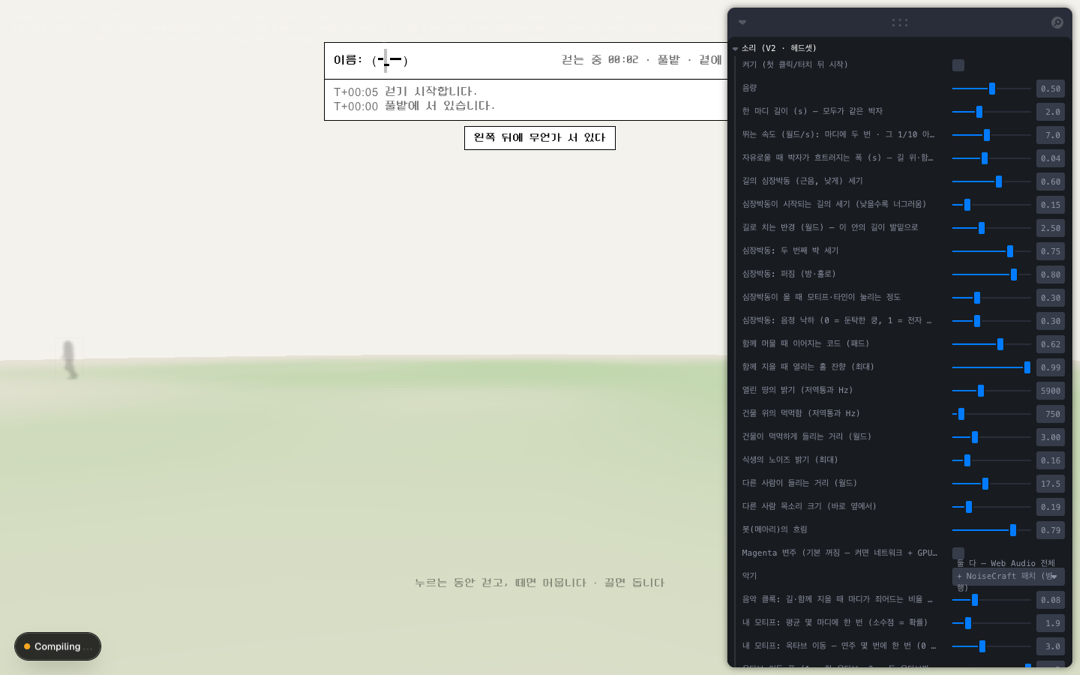 소리 (V2 · 헤드셋)
켜기 (첫 클릭/터치 뒤 시작)
음량 0.50
한 마디 길이 (s) — 모두가 같은 박자 2.0
뛰는 속도 (월드/s): 마디에 두 번 · 그 1/10 아… 7.0
자유로울 때 박자가 흐트러지는 폭 (s) — 길 위·함… 0.04
길의 심장박동 (근음, 낮게) 세기 0.60
심장박동이 시작되는 길의 세기 (낮을수록 너그러움) 0.15
길로 치는 반경 (월드) — 이 안의 길이 발밑으로 2.50
심장박동: 두 번째 박 세기 0.75
심장박동: 퍼짐 (방·홀로) 0.80
심장박동이 울 때 모티프·타인이 눌리는 정도 0.30
심장박동: 음정 낙하 (0 = 둔탁한 쿵, 1 = 전자 … 0.30
함께 머물 때 이어지는 코드 (패드) 0.62
함께 지을 때 열리는 홀 잔향 (최대) 0.99
열린 땅의 밝기 (저역통과 Hz) 5900
건물 위의 먹먹함 (저역통과 Hz) 750
건물이 먹먹하게 들리는 거리 (월드) 3.00
식생의 노이즈 밝기 (최대) 0.16
다른 사람이 들리는 거리 (월드) 17.5
다른 사람 목소리 크기 (바로 옆에서) 0.19
못(메아리)의 흐림 0.79
Magenta 변주 (기본 꺼짐 — 켜면 네트워크 + GPU…
악기 둘 다 — Web Audio 전체 + NoiseCraft 패치 (병행)
음악 클록: 길·함께 지을 때 마디가 죄어드는 비율 … 0.08
내 모티프: 평균 몇 마디에 한 번 (소수점 = 확률) 1.9
내 모티프: 옥타브 이동 — 연주 몇 번에 한 번 (0 … 3.0
이름: (
)
걷는 중 00:02 · 풀밭 · 곁에
T+00:05 걷기 시작합니다.
T+00:00 풀밭에 서 있습니다.
왼쪽 뒤에 무언가 서 있다
누르는 동안 걷고, 떼면 머뭅니다 · 끌면 돕니다
Compiling ...